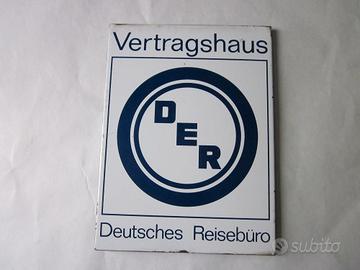 Vertragshaus
DER
Deutsches Reisebüro
subito